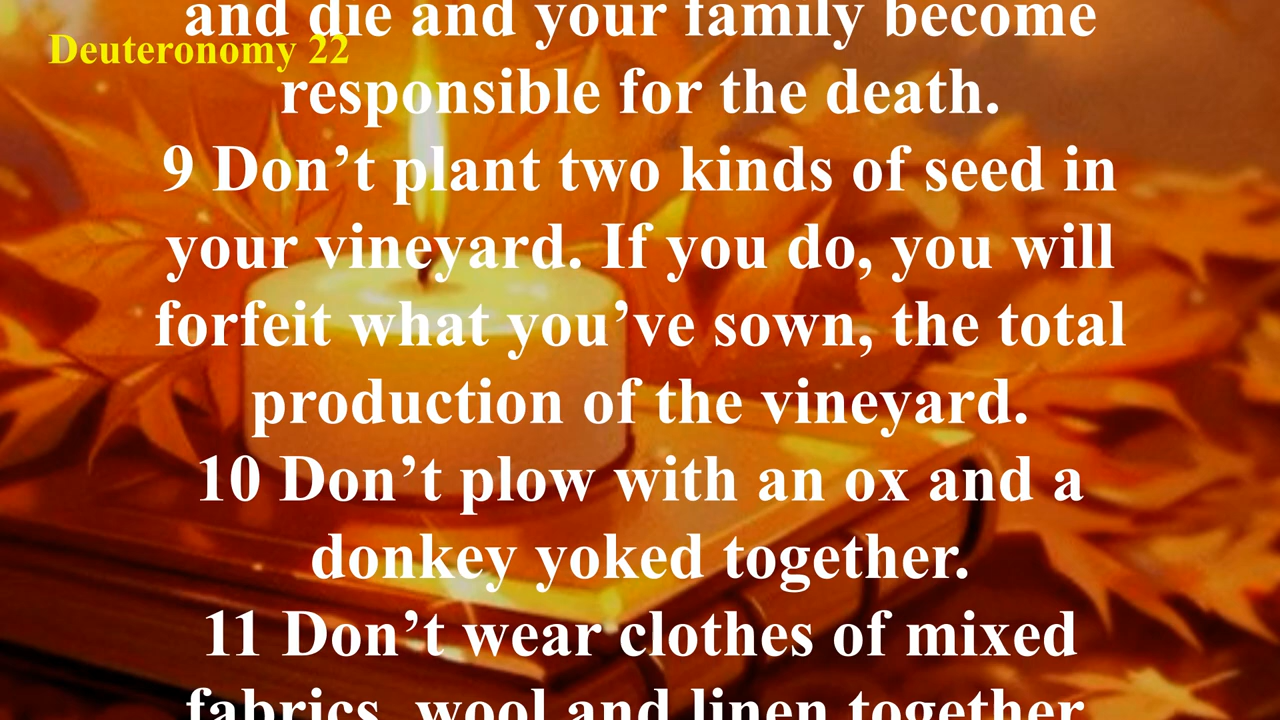 and die and your family become
Deuteronomy 22
responsible for the death.
9 Don’t plant two kinds of seed in
your vineyard. If you do, you will
forfeit what you’ve sown, the total
production of the vineyard.
10 Don’t plow with an ox and a
donkey yoked together.
11 Don’t wear clothes of mixed
fabrics, wool and linen together